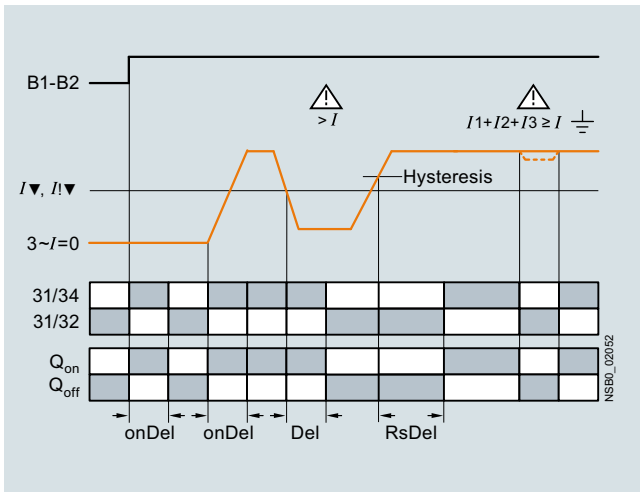 B1-B2
> I
I1+I2+I3 ≥ I
Hysteresis
I▼, I!▼
3~I=0
31/34
31/32
Qon
Qoff
onDel onDel Del RsDel
NSB0_02052